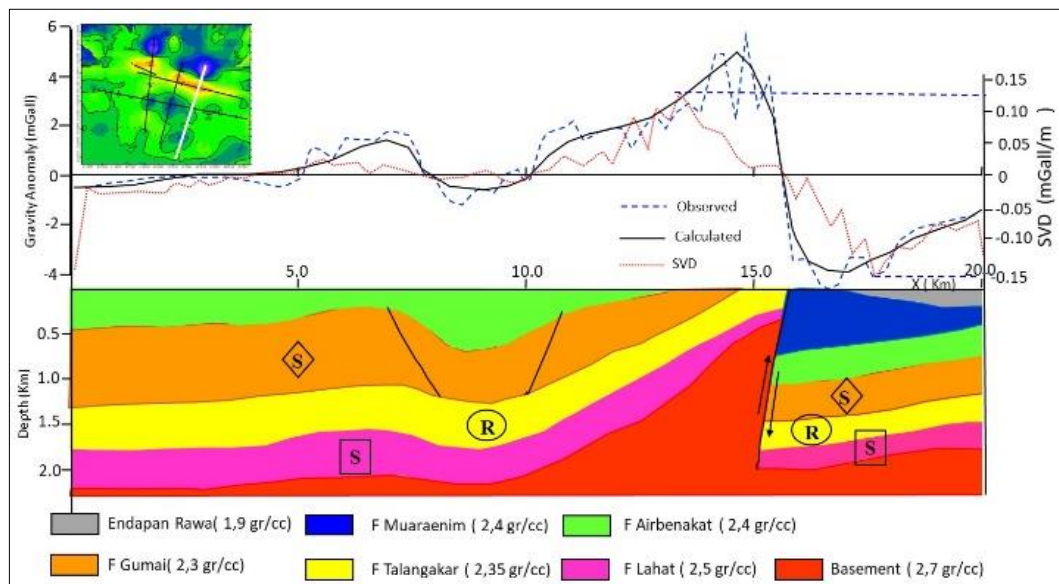 6
4
2
0
-2
-4
Gravity Anomaly (mGall)
0.15
0.10
0.05
0
-0.05
-0.10
-0.15
SVD (mGall/m)
Observed
Calculated
SVD
5.0
10.0
15.0
20.0
X ( Km)
0.5
1.0
1.5
2.0
Depth (Km)
S
R
S
S
R
S
Endapan Rawa( 1,9 gr/cc)
F Muaraenim ( 2,4 gr/cc)
F Airbenakat ( 2,4 gr/cc)
F Gumai( 2,3 gr/cc)
F Talangakar ( 2,35 gr/cc)
F Lahat ( 2,5 gr/cc)
Basement ( 2,7 gr/cc)